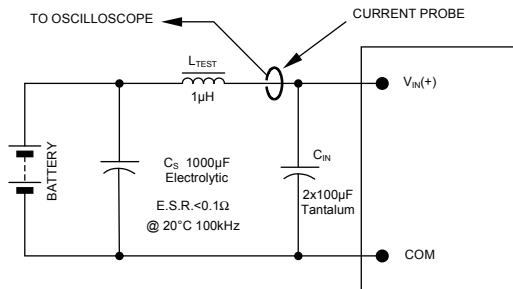 TO OSCILLOSCOPE
CURRENT PROBE
LTEST
1µH
VIN(+)
BATTERY
CS 1000µF
Electrolytic
E.S.R.<0.1Ω
@ 20°C 100kHz
CIN
2x100µF
Tantalum
COM